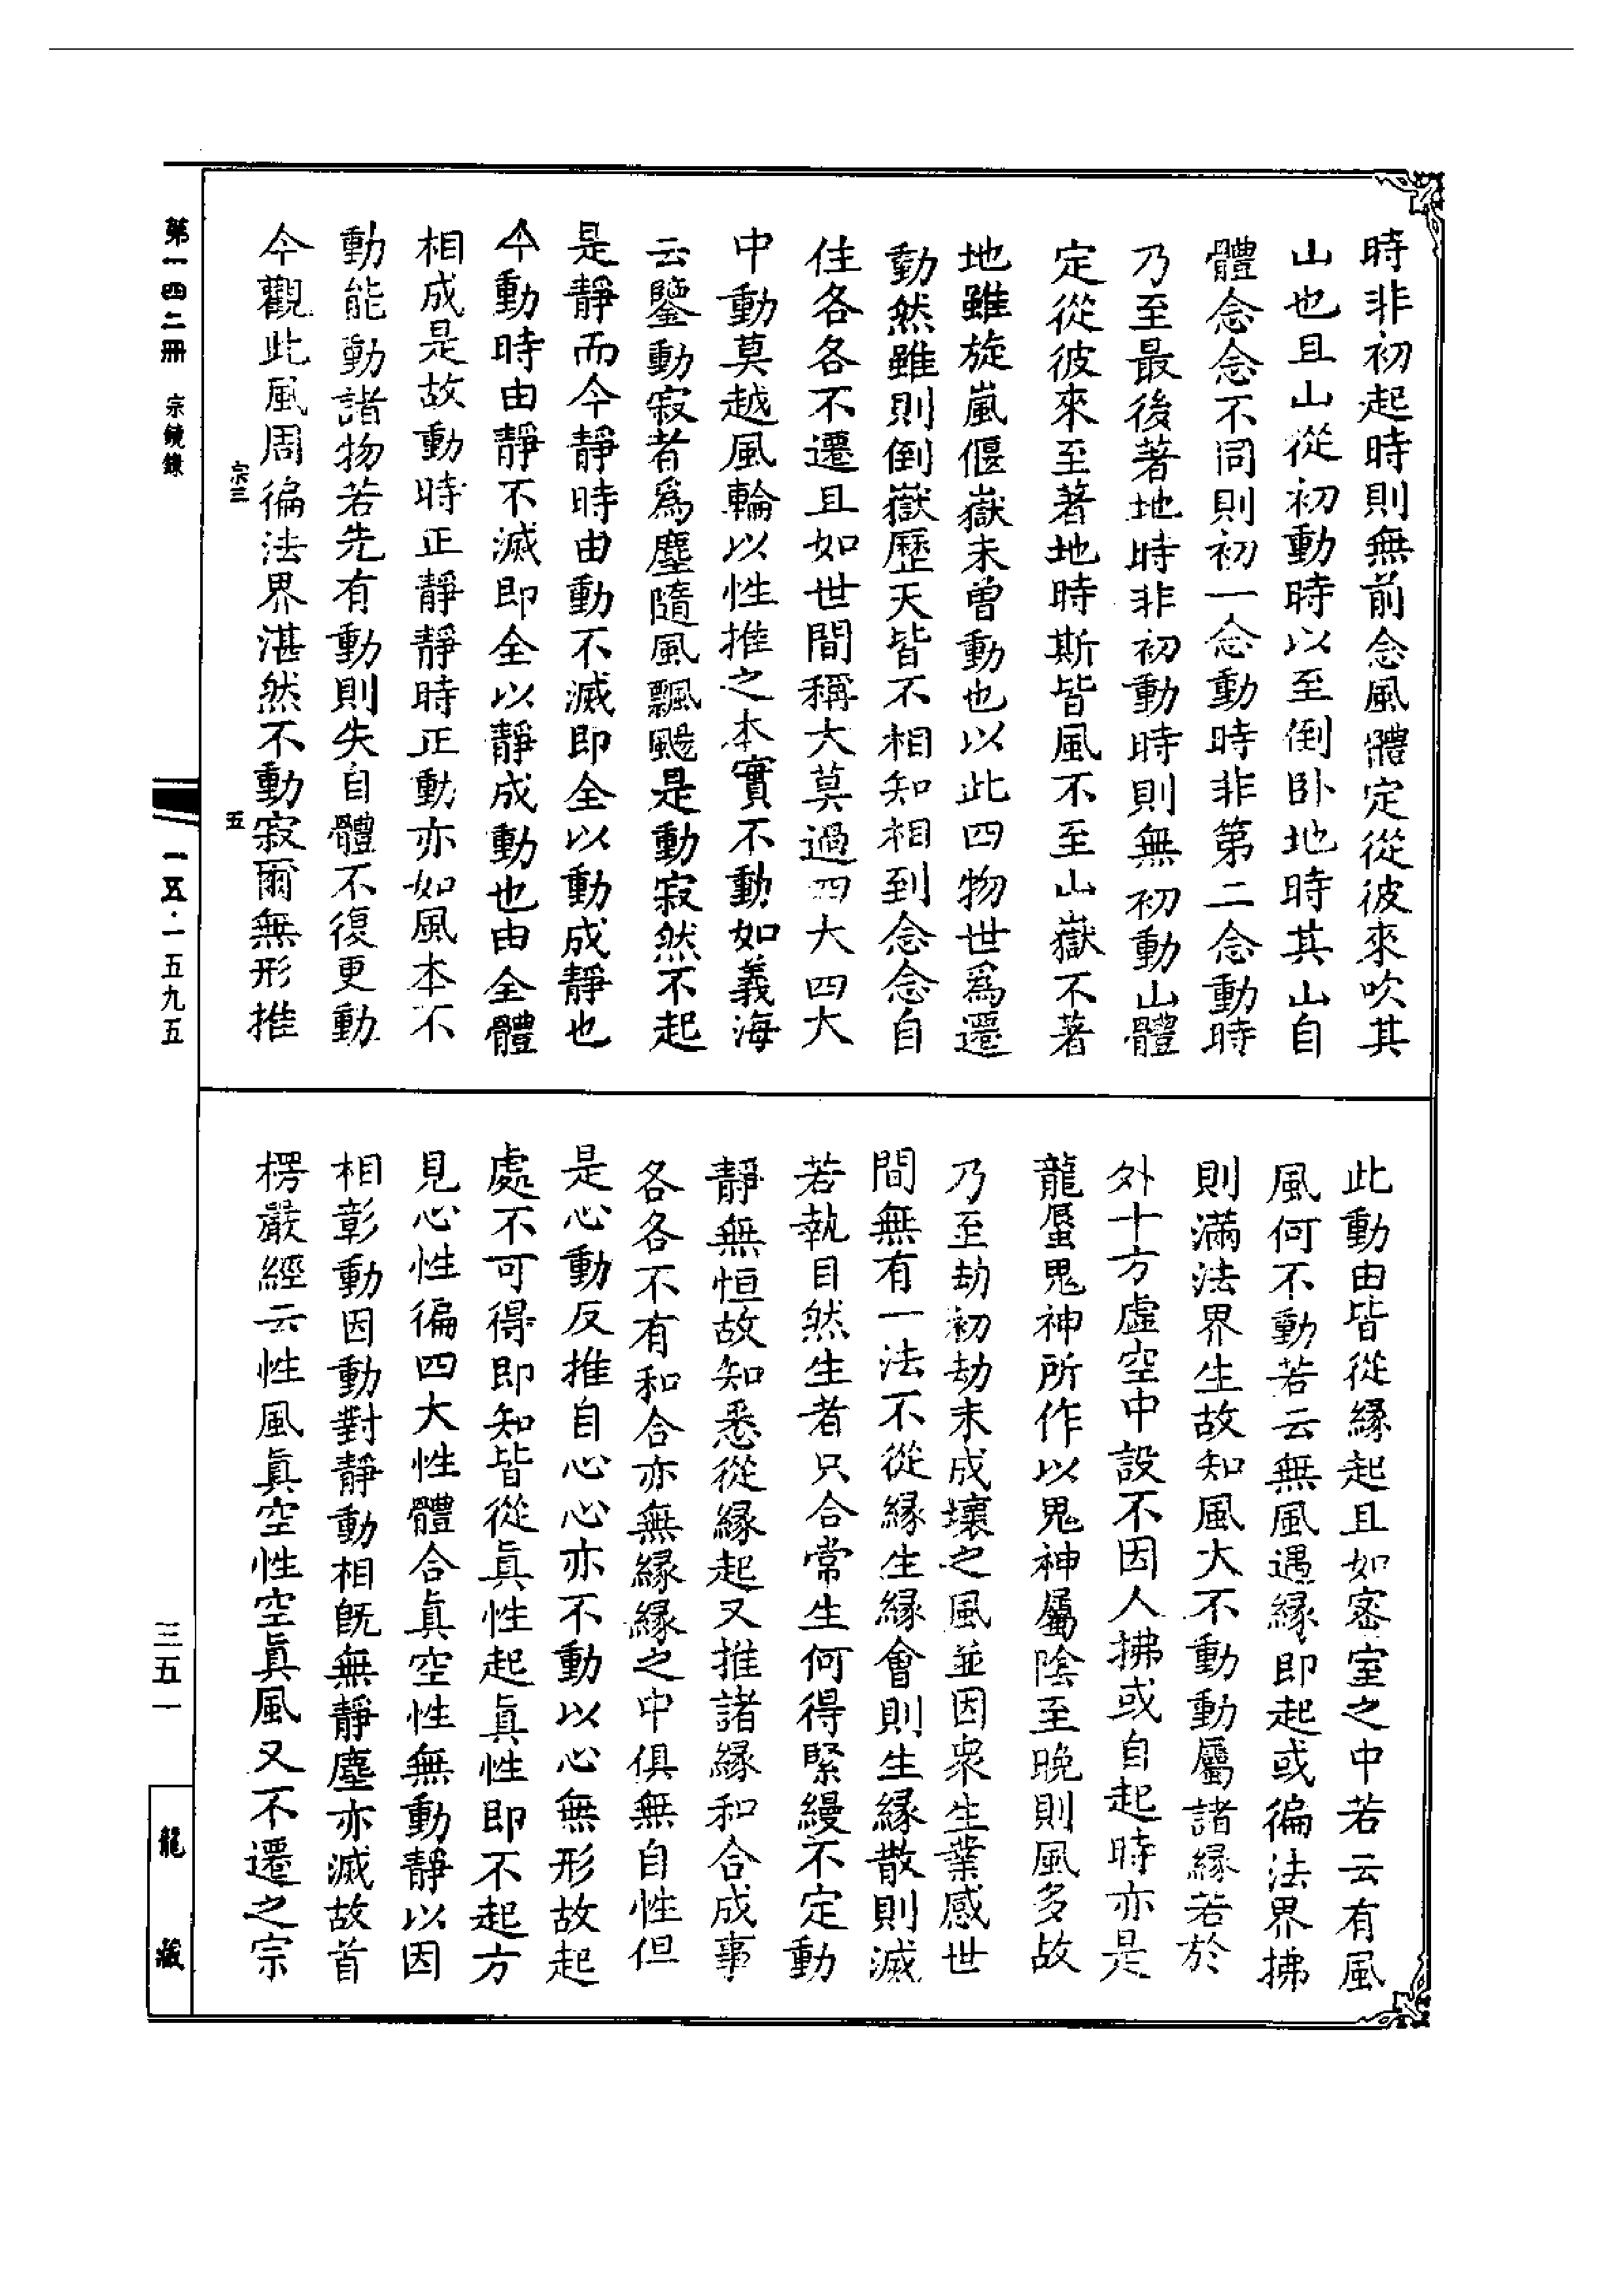 時非初起時則無前念風體定從彼來吹其
山也且山從初動時以至倒卧地時其山自
體念念不同則初一念動時非第二念動時
乃至最後著地時非初動時則無初動山體
定從彼來至著地時斯皆風不至山嶽不著
地雖旋嵐偃嶽未曾動也以此四物世爲遷
動然雖則倒嶽歷天皆不相知相到念念自
住各各不遷且如世間稱大莫過四大四大
中動莫越風輪以性推之本實不動如義海
云鑒動寂者爲塵隨風飄颺是動寂然不起
是靜而今靜時由動不滅即全以動成靜也
今動時由靜不滅即全以靜成動也由全體
相成是故動時正靜靜時正動亦如風本不
動能動諸物若先有動則失自體不復更動
今觀此風周徧法界湛然不動寂爾無形推
此動由皆從緣起且如密室之中若云有風
風何不動若云無風遇緣即起或徧法界拂
則滿法界生故知風大不動動屬諸緣若於
外十方虛空中設不因人拂或自起時亦是
龍蜃鬼神所作以鬼神屬陰至晚則風多故
乃至劫初劫末成壞之風並因衆生業感世
間無有一法不從緣生緣會則生緣散則滅
若執自然生者只合常生何得緊縵不定動
靜無恒故知悉從緣起又推諸緣和合成事
各各不有和合亦無緣緣之中俱無自性但
是心動反推自心心亦不動以心無形故起
處不可得即知皆從眞性起眞性即不起方
見心性徧四大性體合眞空性無動靜以因
相彰動因動對靜動相旣無靜塵亦滅故首
楞嚴經云性風眞空性空眞風又不遷之宗
宗三
五
第一四二冊 宗鏡錄
一五·一五九五
三五一
龍藏